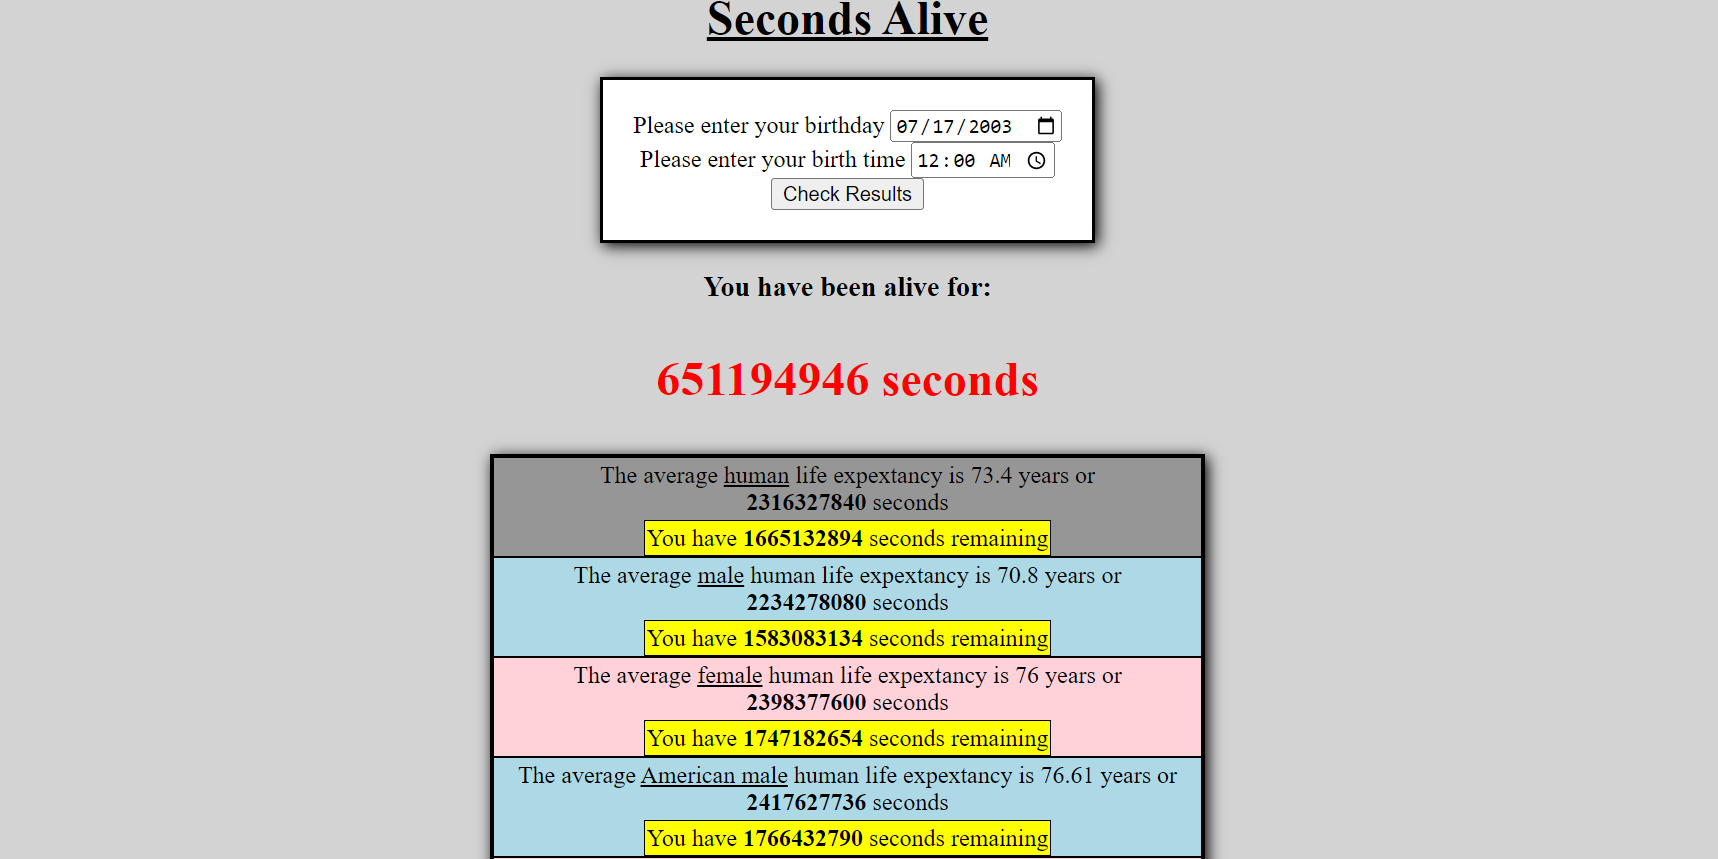 Seconds Alive
Please enter your birthday 07/17/2003
Please enter your birth time 12:00 AM
Check Results
You have been alive for:
651194946 seconds
The average human life expextancy is 73.4 years or
2316327840 seconds
You have 1665132894 seconds remaining
The average male human life expextancy is 70.8 years or
2234278080 seconds
You have 1583083134 seconds remaining
The average female human life expextancy is 76 years or
2398377600 seconds
You have 1747182654 seconds remaining
The average American male human life expextancy is 76.61 years or
2417627736 seconds
You have 1766432790 seconds remaining